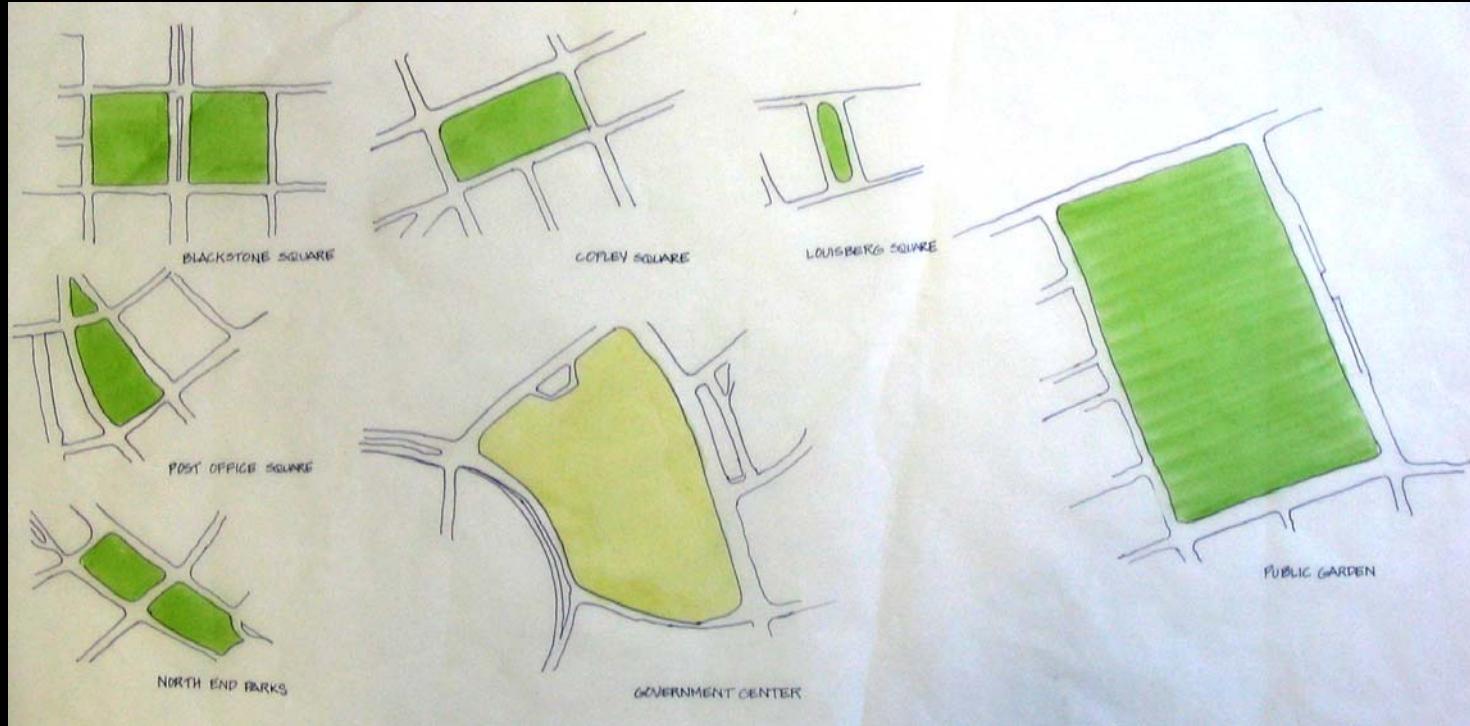 BLACKSTONE SQUARE
COPLEY SQUARE
LOUISBERG SQUARE
POST OFFICE SQUARE
PUBLIC GARDEN
NORTH END PARKS
GOVERNMENT CENTER